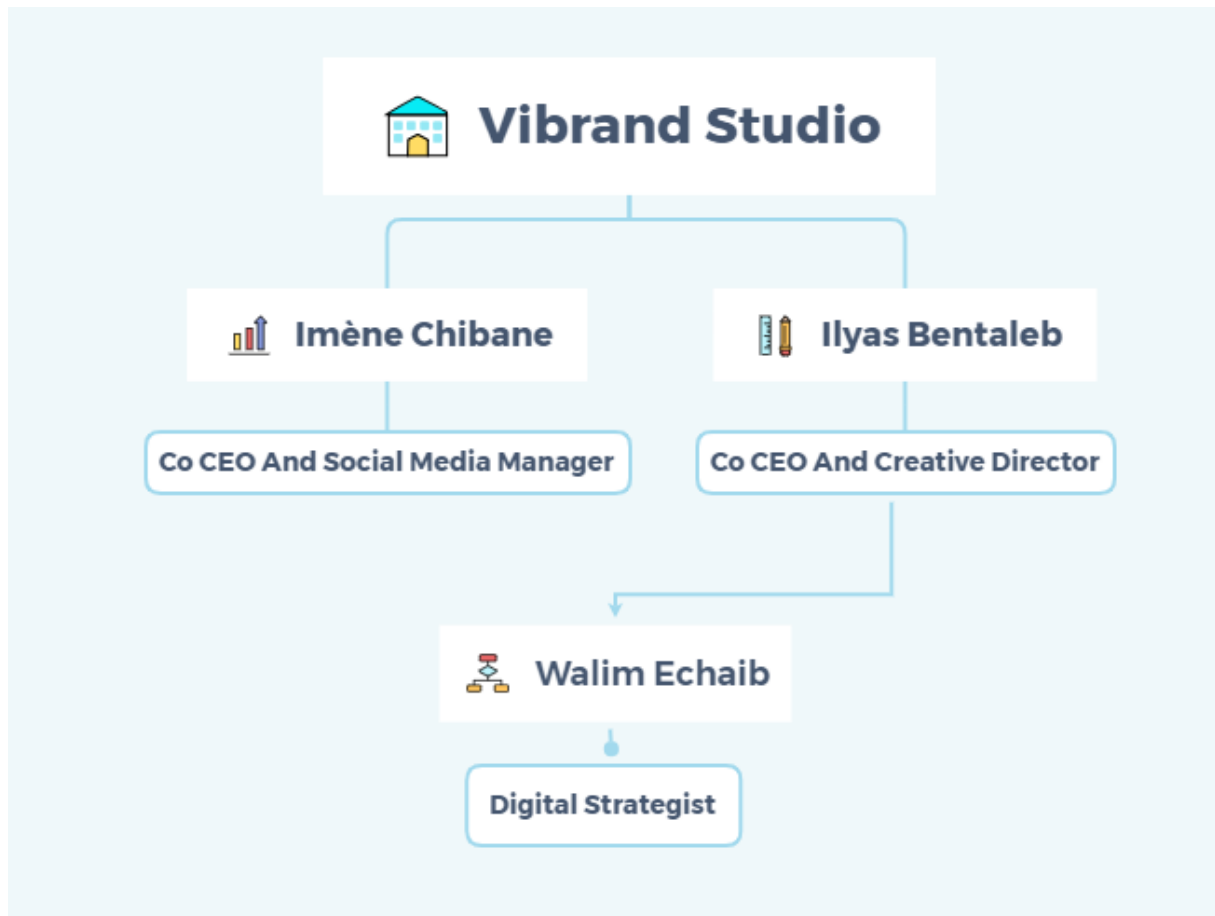 Vibrand Studio
Imène Chibane
Ilyas Bentaleb
Co CEO And Social Media Manager
Co CEO And Creative Director
Walim Echaib
Digital Strategist